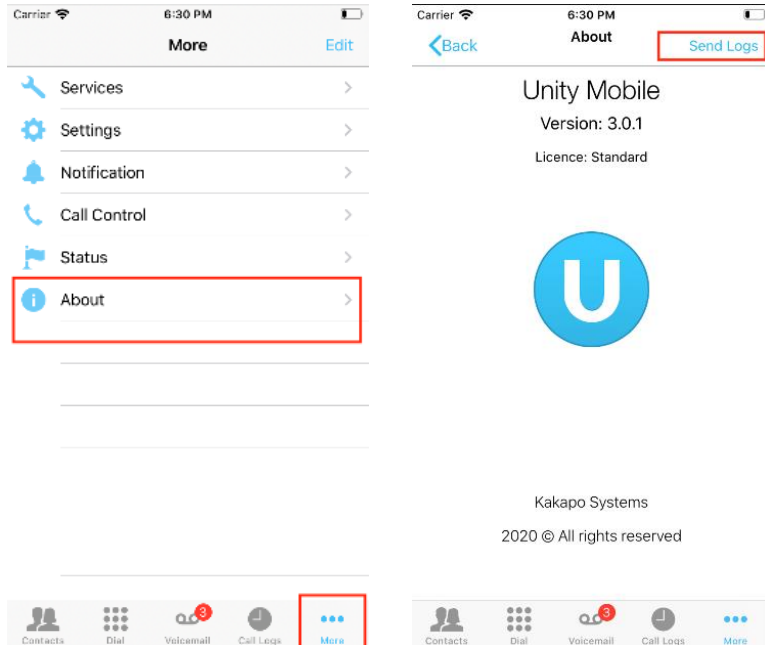 Carrier
6:30 PM
More
Edit
Services
Settings
Notification
Call Control
Status
About
3
Contacts
Dial
Voicemail
Call Logs
More
Carrier
6:30 PM
Back
About
Send Logs
Unity Mobile
Version: 3.0.1
Licence: Standard
U
Kakapo Systems
2020 © All rights reserved
3
Contacts
Dial
Voicemail
Call Logs
More